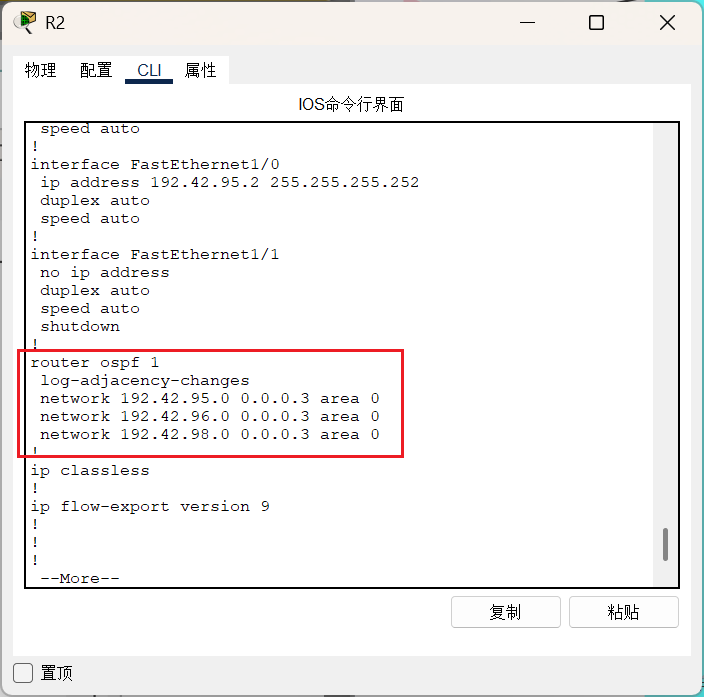 R2
物理 配置 CLI 属性
IOS命令行界面
speed auto
!
interface FastEthernet1/0
ip address 192.42.95.2 255.255.255.252
duplex auto
speed auto
!
interface FastEthernet1/1
no ip address
duplex auto
speed auto
shutdown
!
router ospf 1
log-adjacency-changes
network 192.42.95.0 0.0.0.3 area 0
network 192.42.96.0 0.0.0.3 area 0
network 192.42.98.0 0.0.0.3 area 0
!
ip classless
!
ip flow-export version 9
!
!
!
--More--
复制 粘贴
置顶